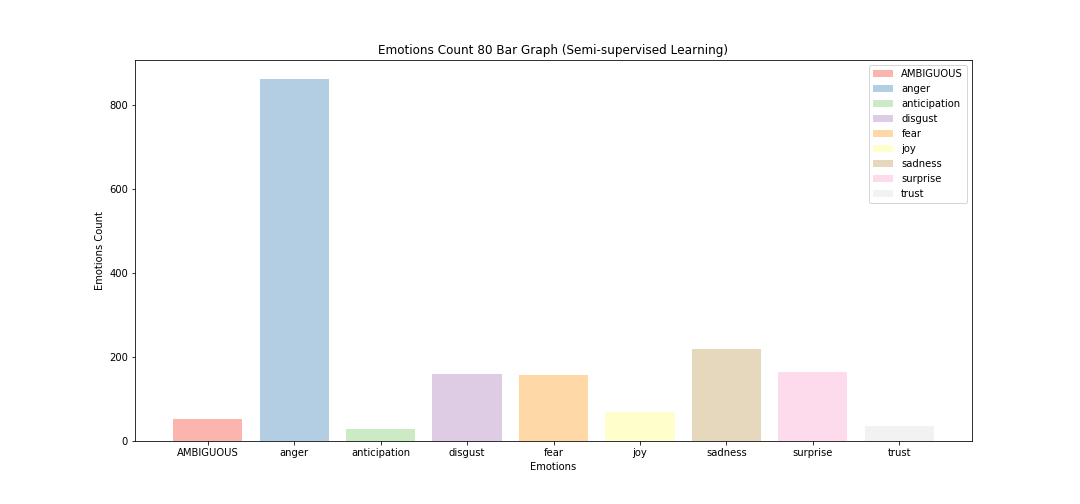 Emotions Count 80 Bar Graph (Semi-supervised Learning)
AMBIGUOUS
anger
anticipation
disgust
fear
joy
sadness
surprise
trust
Emotions Count
800
600
400
200
0
AMBIGUOUS anger anticipation disgust fear joy sadness surprise trust
Emotions